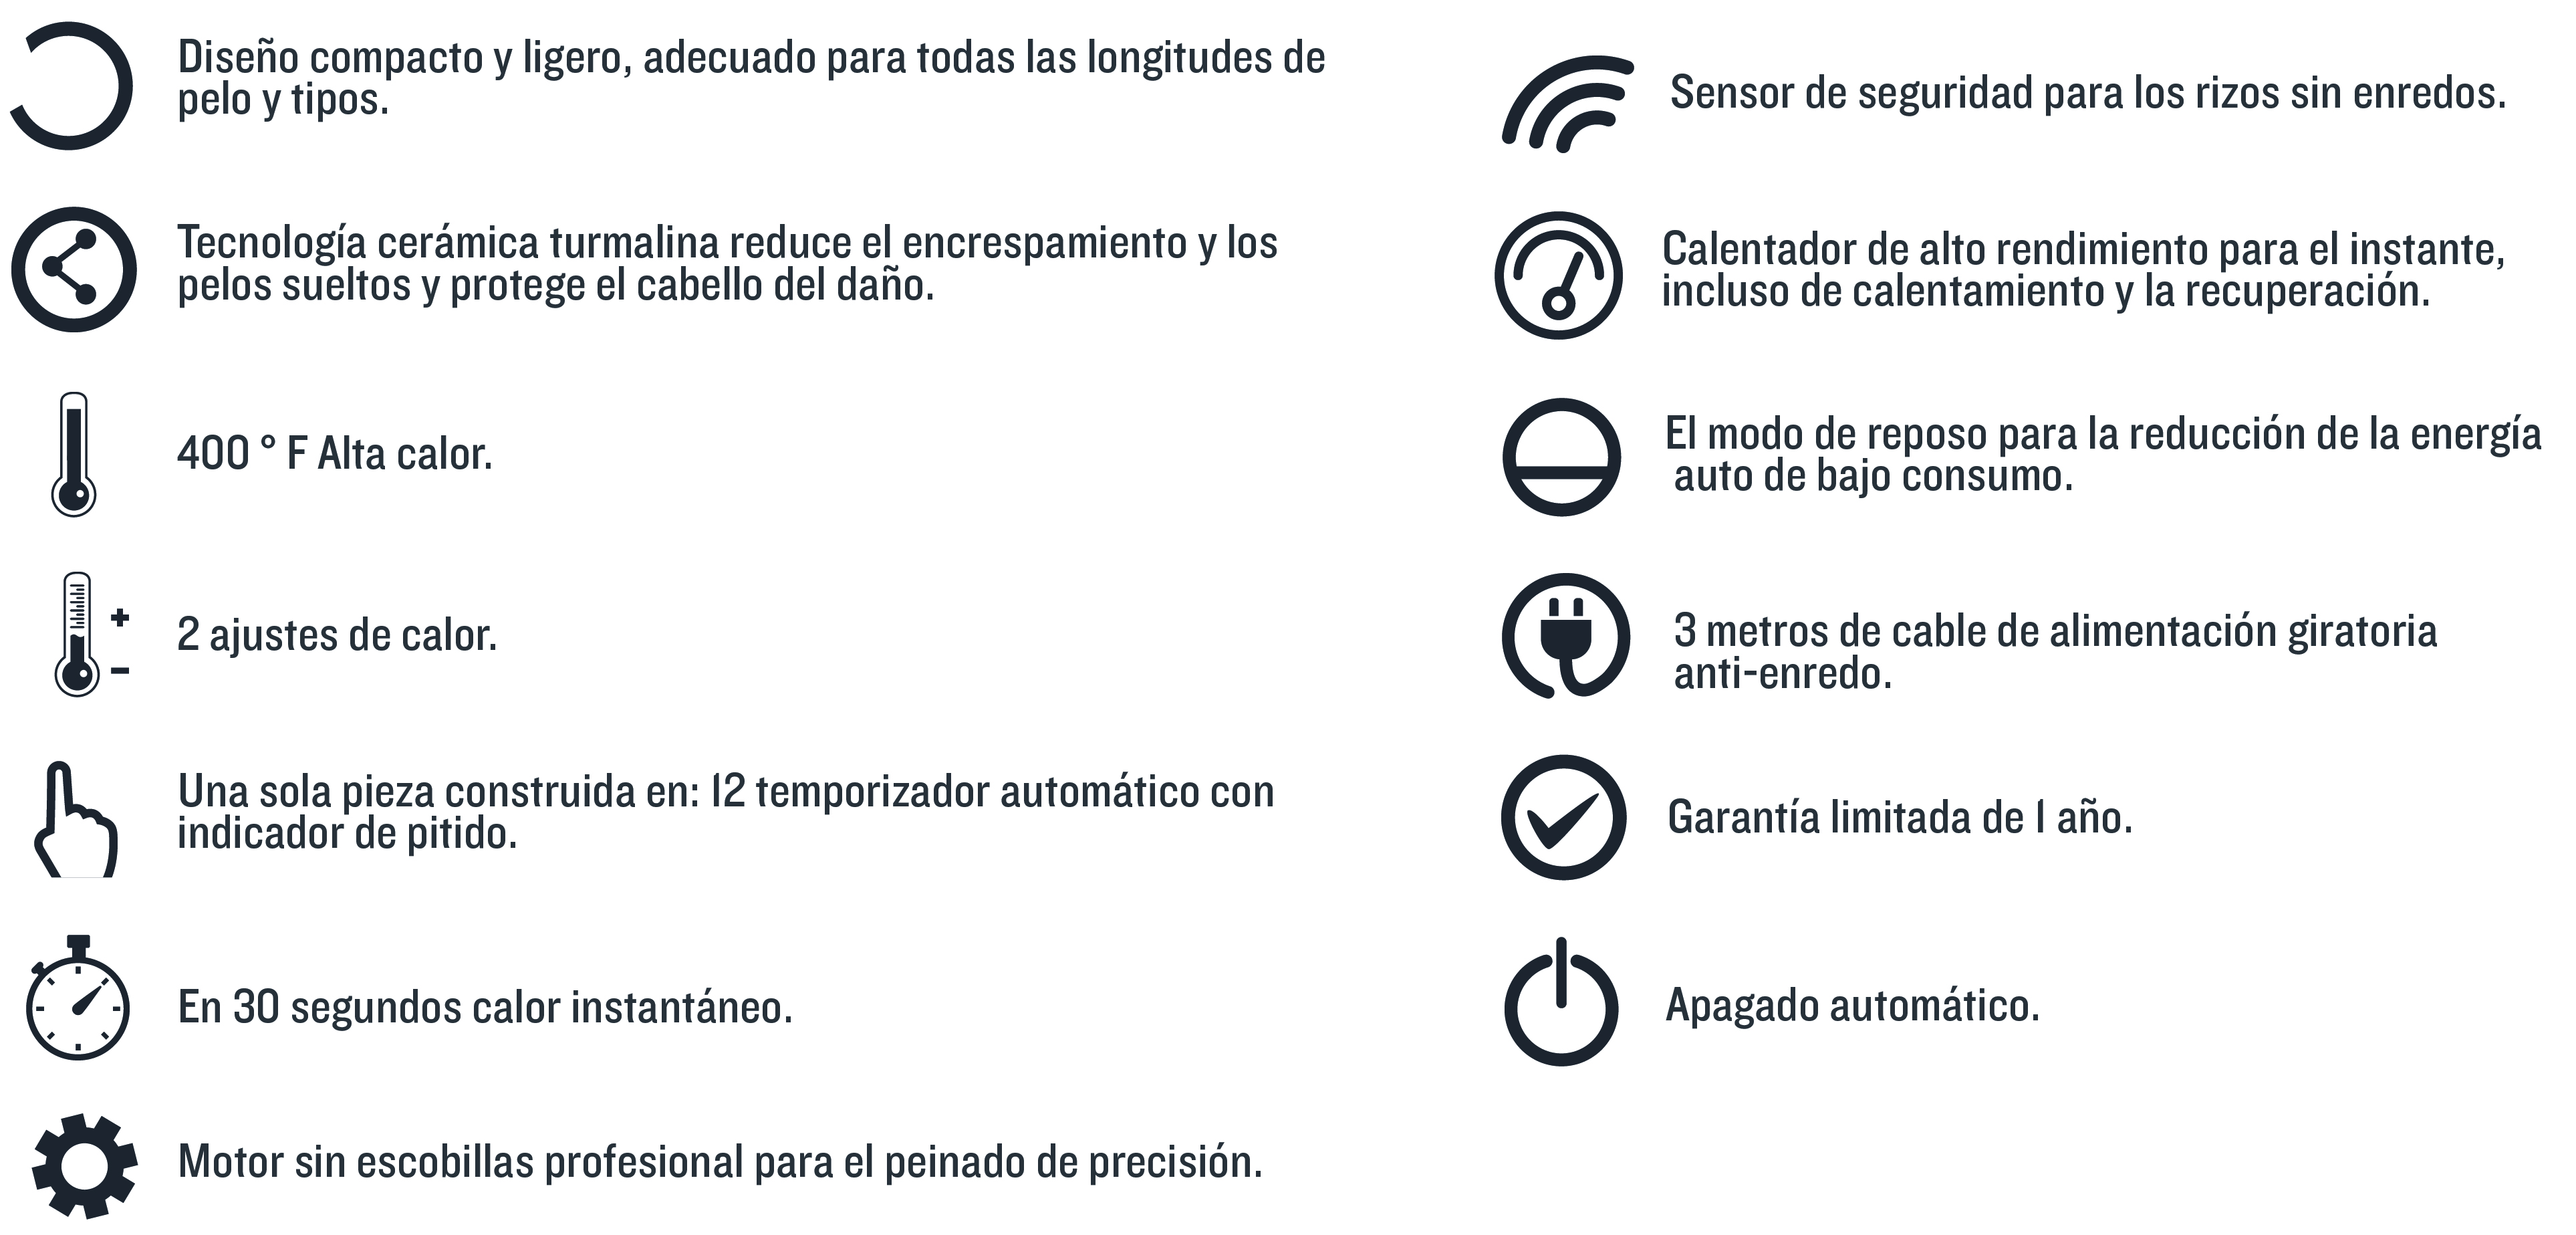 Diseño compacto y ligero, adecuado para todas las longitudes de
pelo y tipos.
Tecnología cerámica turmalina reduce el encrespamiento y los
pelos sueltos y protege el cabello del daño.
400 ° F Alta calor.
2 ajustes de calor.
Una sola pieza construida en: 12 temporizador automático con
indicador de pitido.
En 30 segundos calor instantáneo.
Motor sin escobillas profesional para el peinado de precisión.
Sensor de seguridad para los rizos sin enredos.
Calentador de alto rendimiento para el instante,
incluso de calentamiento y la recuperación.
El modo de reposo para la reducción de la energía
auto de bajo consumo.
3 metros de cable de alimentación giratoria
anti-enredo.
Garantía limitada de 1 año.
Apagado automático.